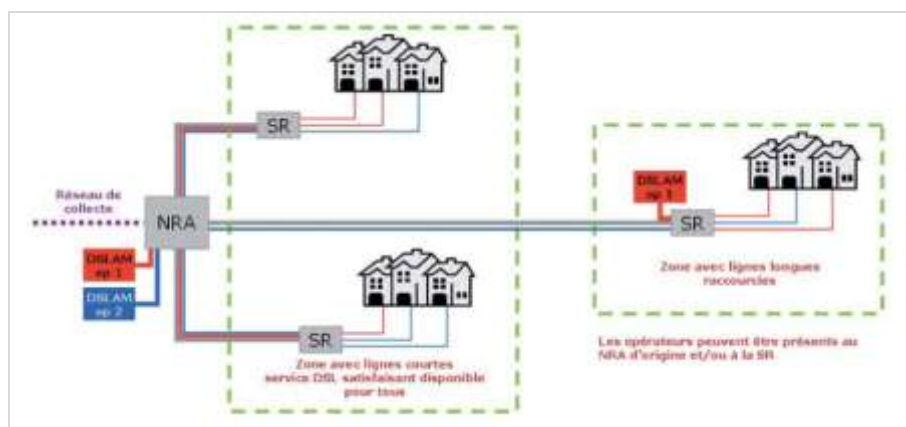 SR
DSLAM
op 1
SR
Réseau de
collecte
NRA
Zone avec lignes longues
raccourcies
DSLAM
op 1
DSLAM
op 2
SR
Zone avec lignes courtes
service DSL satisfaisant disponible
pour tous
Les opérateurs peuvent être présents au
NRA d'origine et/ou à la SR